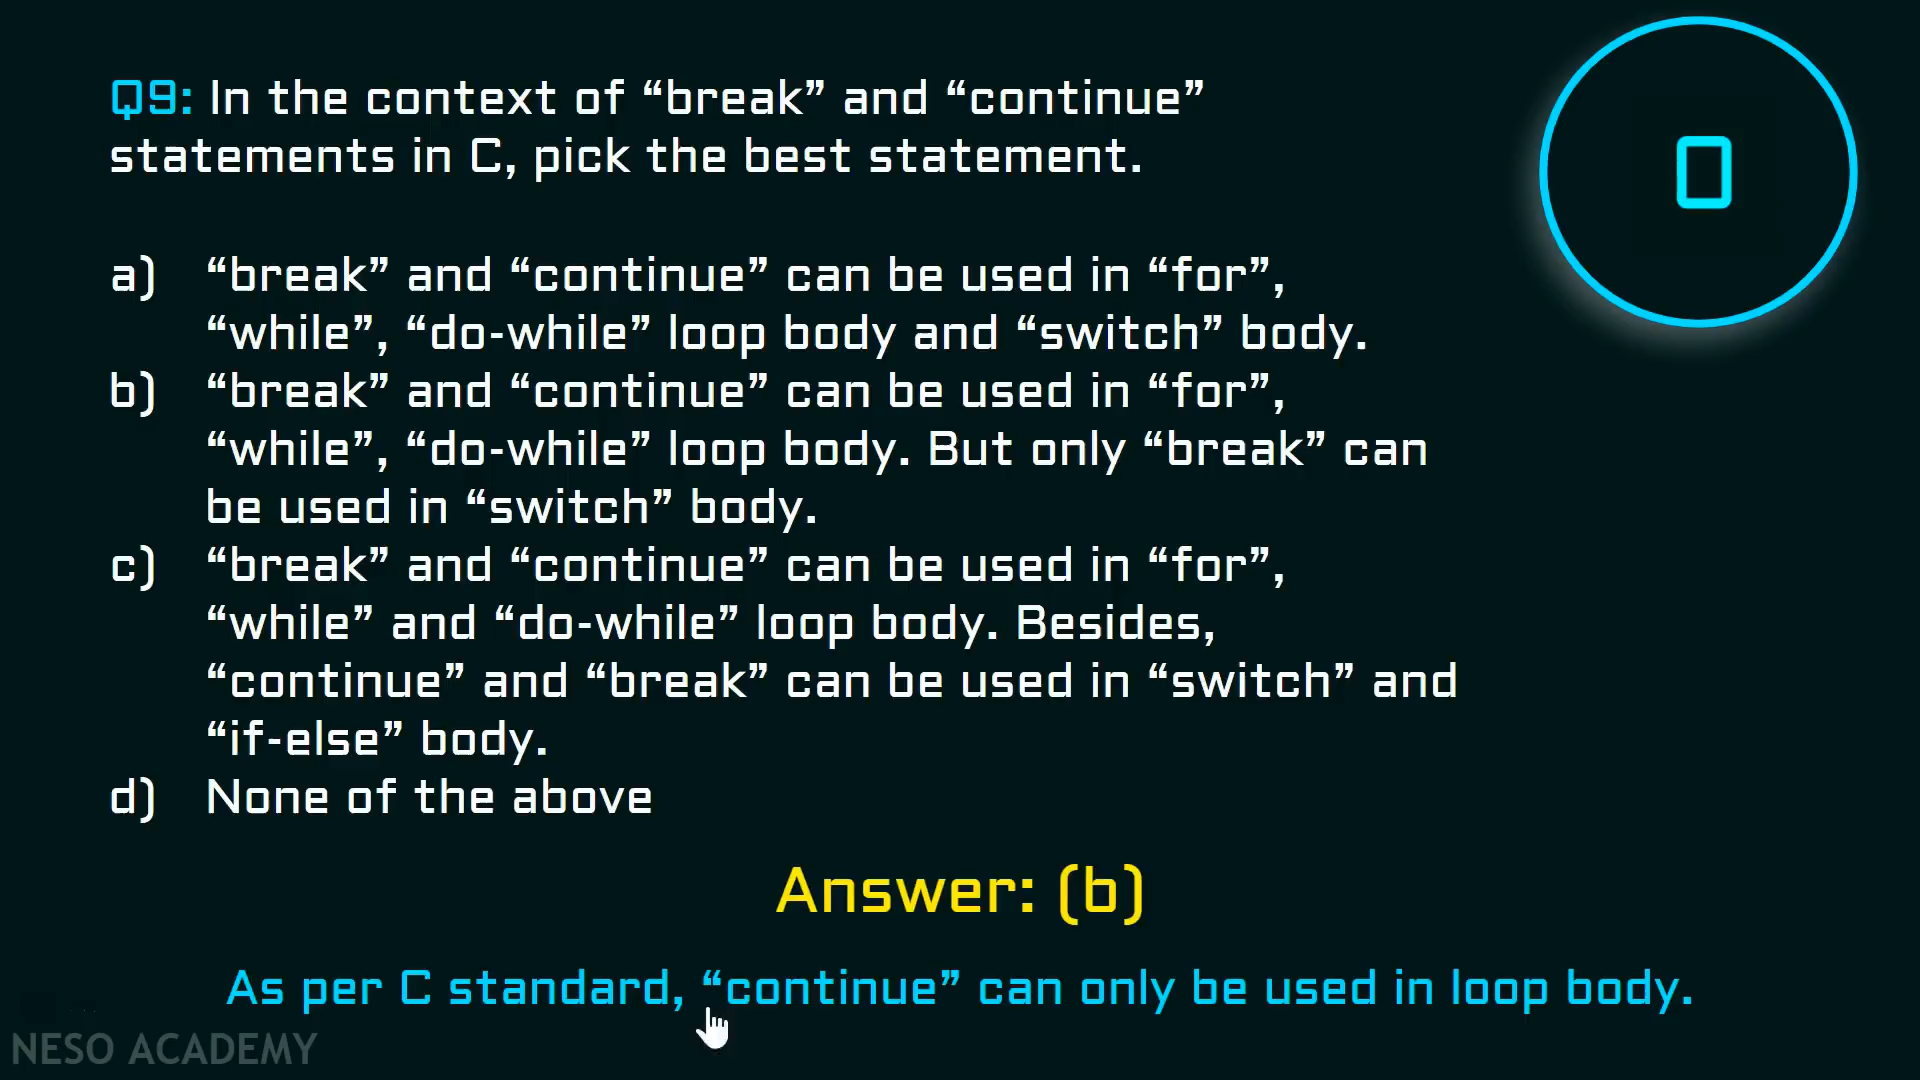 Q9: In the context of “break” and “continue”
statements in C, pick the best statement.
0
a) “break” and “continue” can be used in “for”,
“while”, “do-while” loop body and “switch” body.
b) “break” and “continue” can be used in “for”,
“while”, “do-while” loop body. But only “break” can
be used in “switch” body.
c) “break” and “continue” can be used in “for”,
“while” and “do-while” loop body. Besides,
“continue” and “break” can be used in “switch” and
“if-else” body.
d) None of the above
Answer: (b)
As per C standard, “continue” can only be used in loop body.
NESO ACADEMY